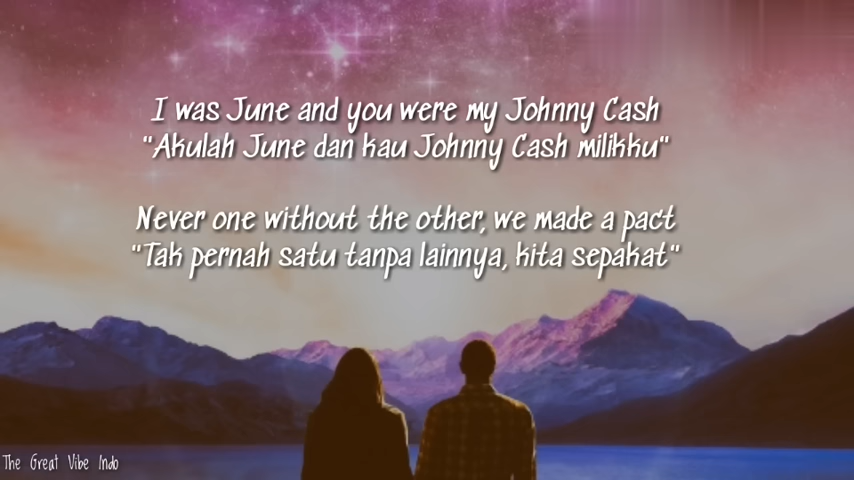 I was June and you were my Johnny Cash
"Akulah June dan kau Johnny Cash milikku"
Never one without the other, we made a pact
"Tak pernah satu tanpa lainnya, kita sepakat"
The Great Vibe Indo